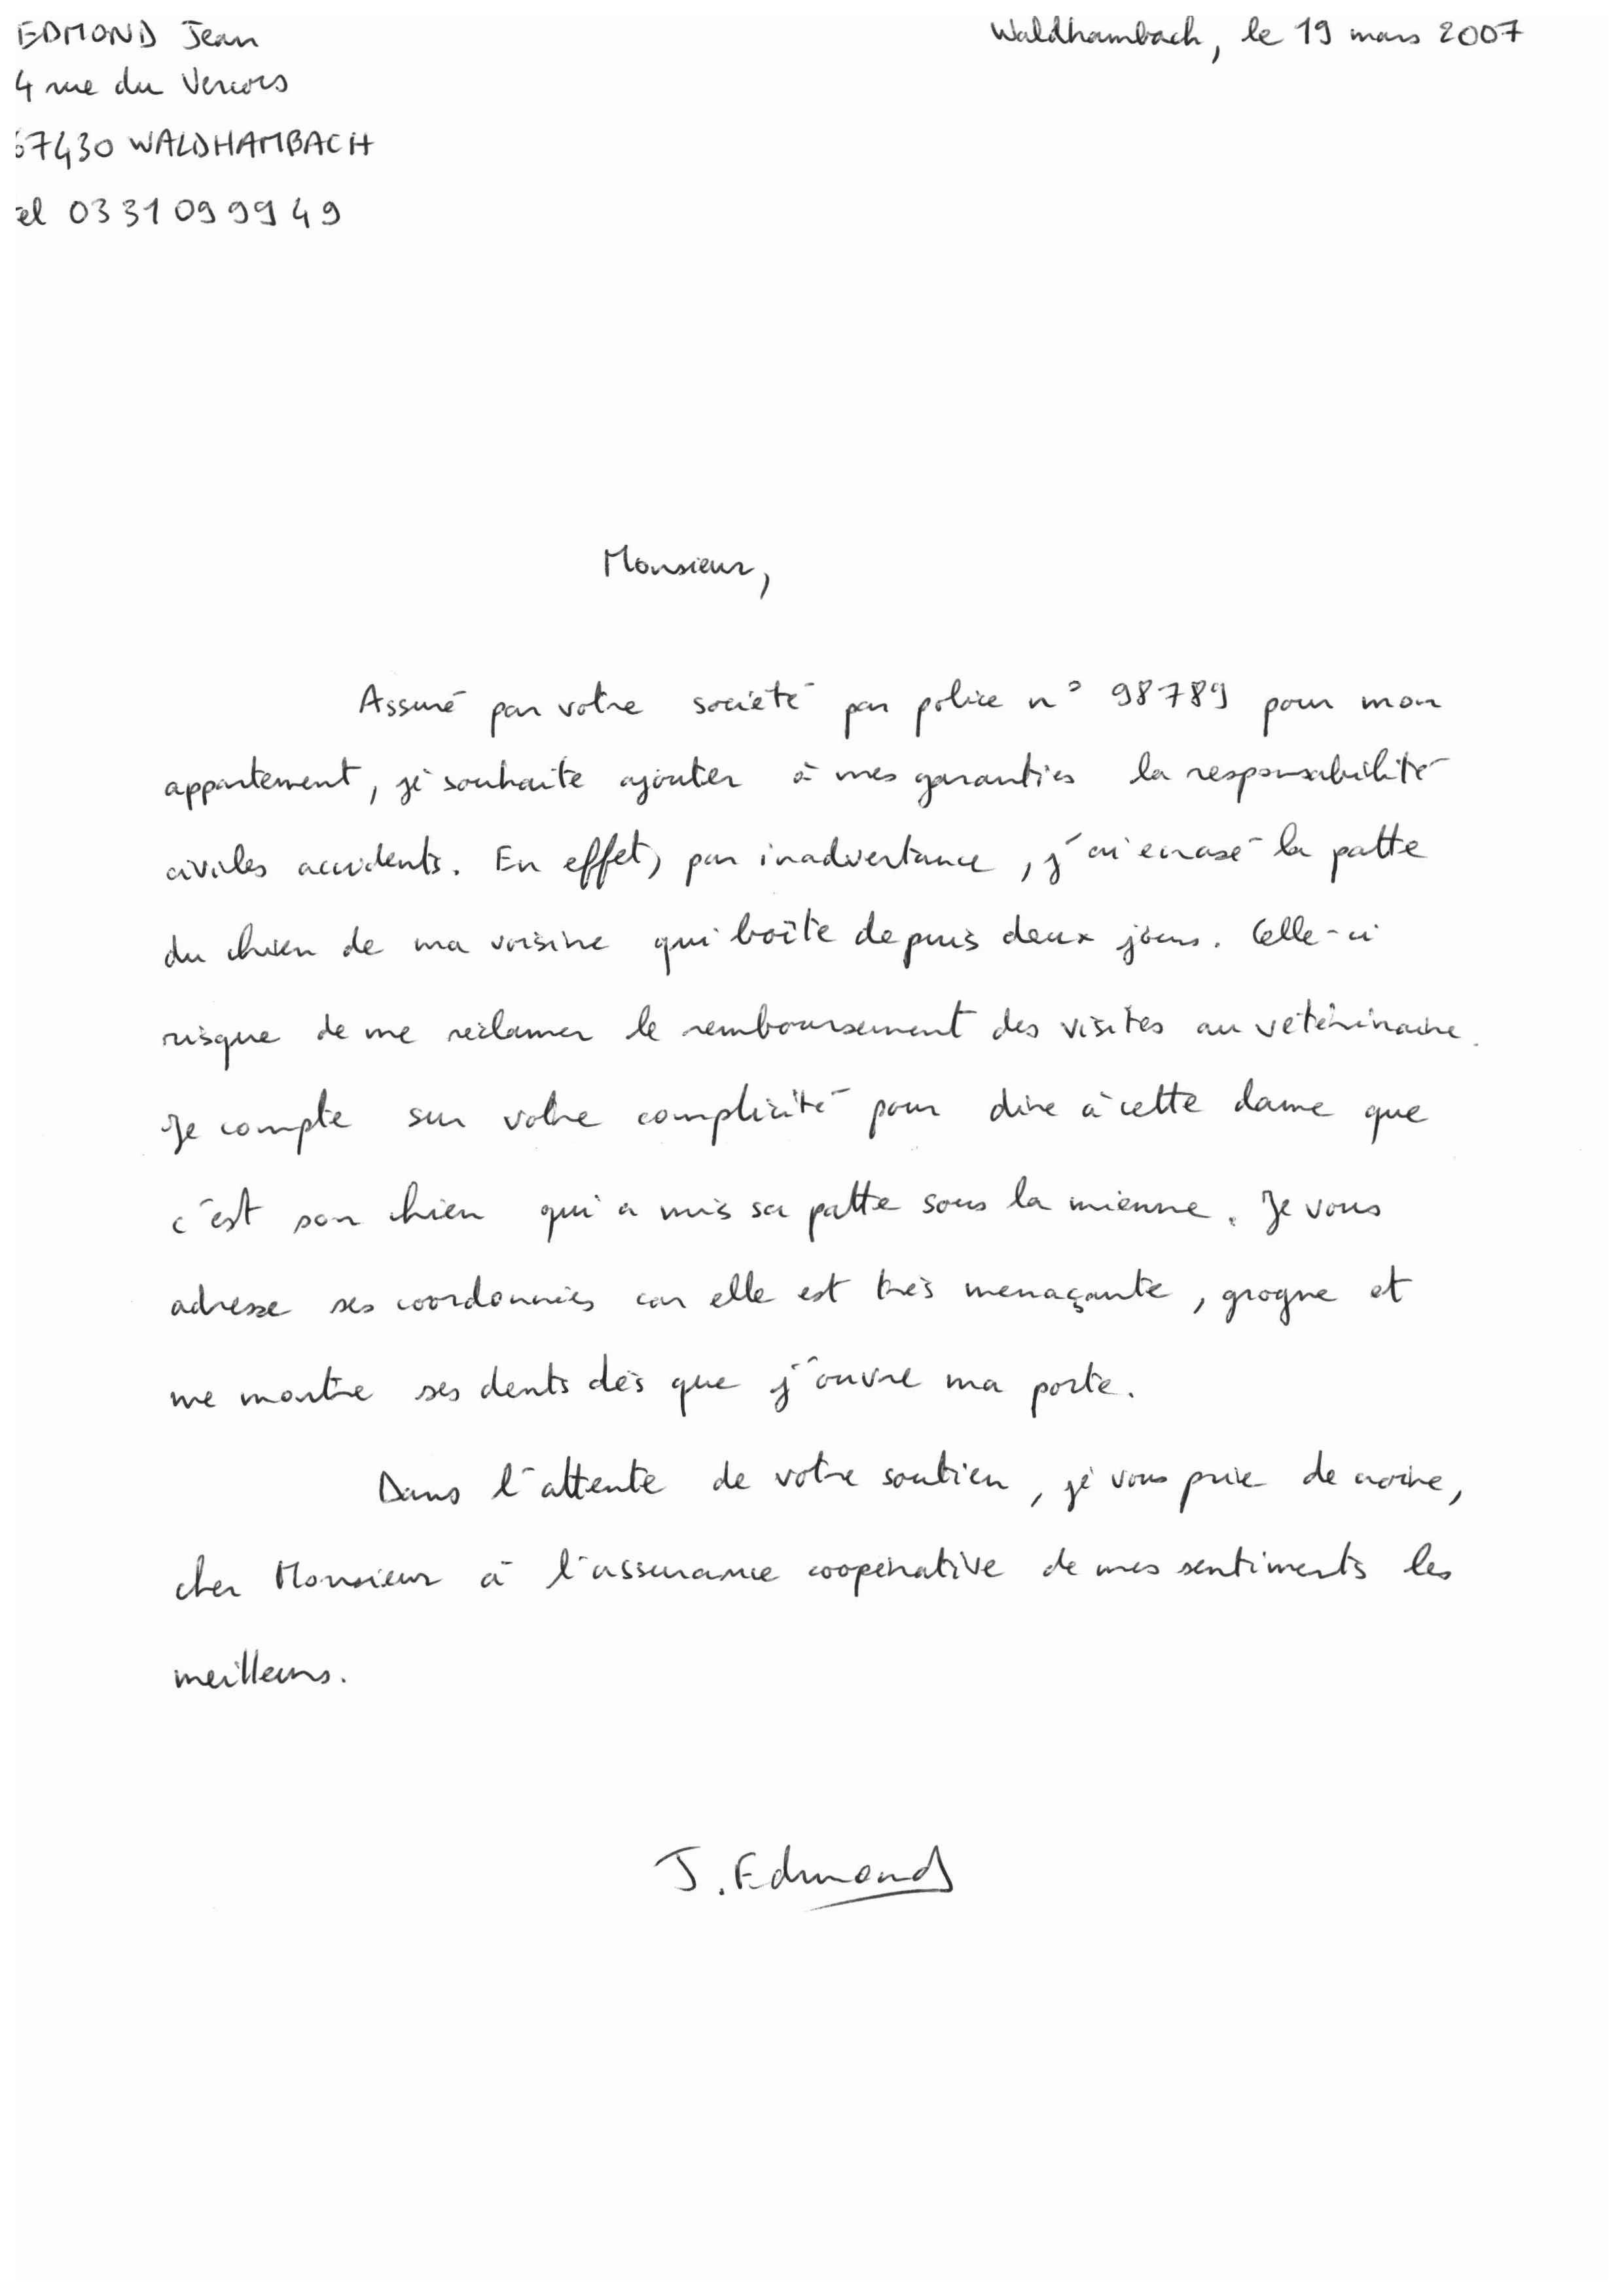 EDMOND Jean
Waldhambach, le 19 mars 2007
4 rue du Vercors
67430 WALDHAMBACH
el 03 31 09 99 49
Monsieur,
Assuré par votre société par police n° 98789 pour mon
appartement, je souhaite ajouter à mes garanties la responsabilité
civiles accidents. En effet, par inadvertance, j'ai écrasé la patte
du chien de ma voisine qui boîte depuis deux jours. Celle-ci
risque de me réclamer le remboursement des visites au vétérinaire.
Je compte sur votre complicité pour dire à cette dame que
c'est son chien qui a mis sa patte sous la mienne. Je vous
adresse ses coordonnées car elle est très menaçante, grogne et
me montre ses dents dès que j'ouvre ma porte.
Dans l'attente de votre soutien, je vous prie de croire,
cher Monsieur à l'assurance coopérative de mes sentiments les
meilleurs.
J. Edmond